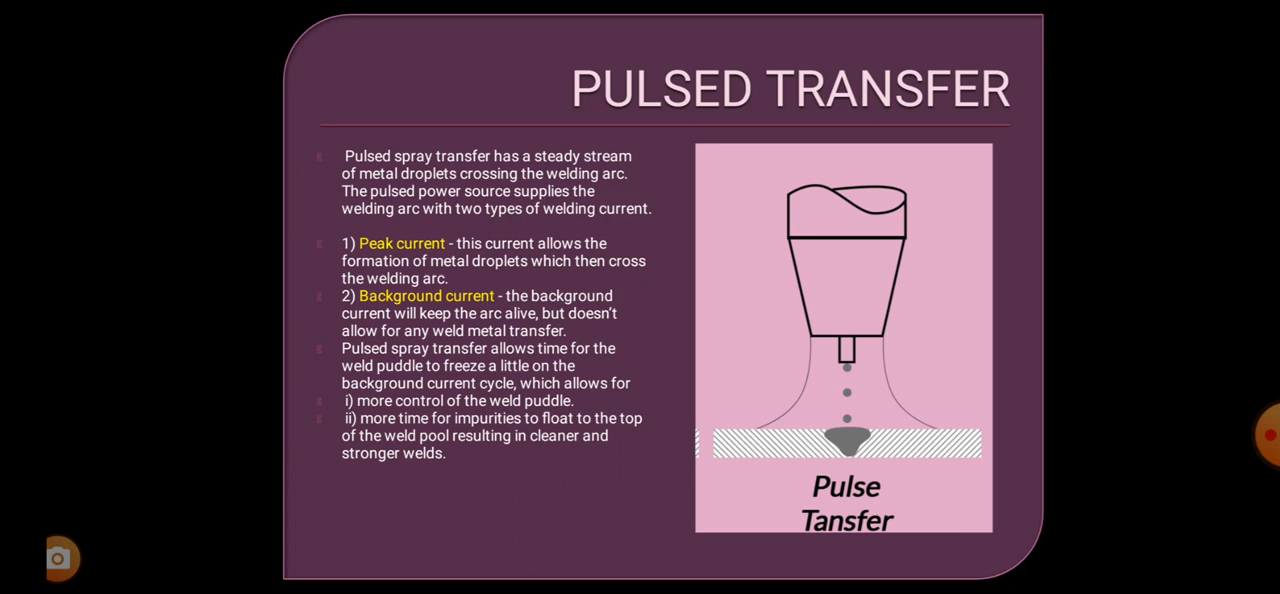 PULSED TRANSFER
Pulsed spray transfer has a steady stream
of metal droplets crossing the welding arc.
The pulsed power source supplies the
welding arc with two types of welding current.
1) Peak current - this current allows the
formation of metal droplets which then cross
the welding arc.
2) Background current - the background
current will keep the arc alive, but doesn't
allow for any weld metal transfer.
Pulsed spray transfer allows time for the
weld puddle to freeze a little on the
background current cycle, which allows for
i) more control of the weld puddle.
ii) more time for impurities to float to the top
of the weld pool resulting in cleaner and
stronger welds.
Pulse
Tansfer